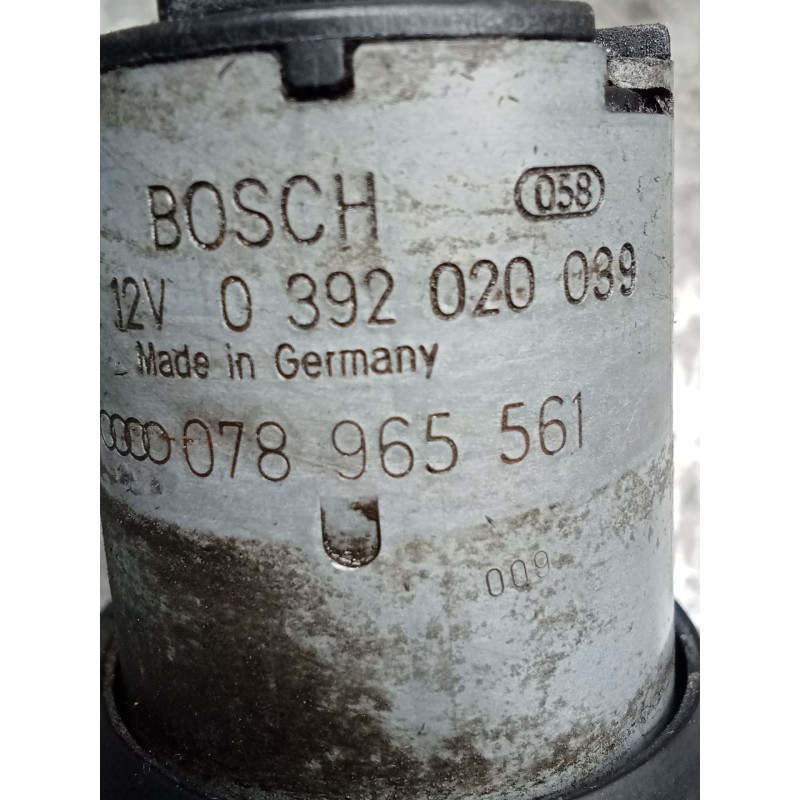 BOSCH 058
12V 0 392 020 039
Made in Germany
078 965 561
009